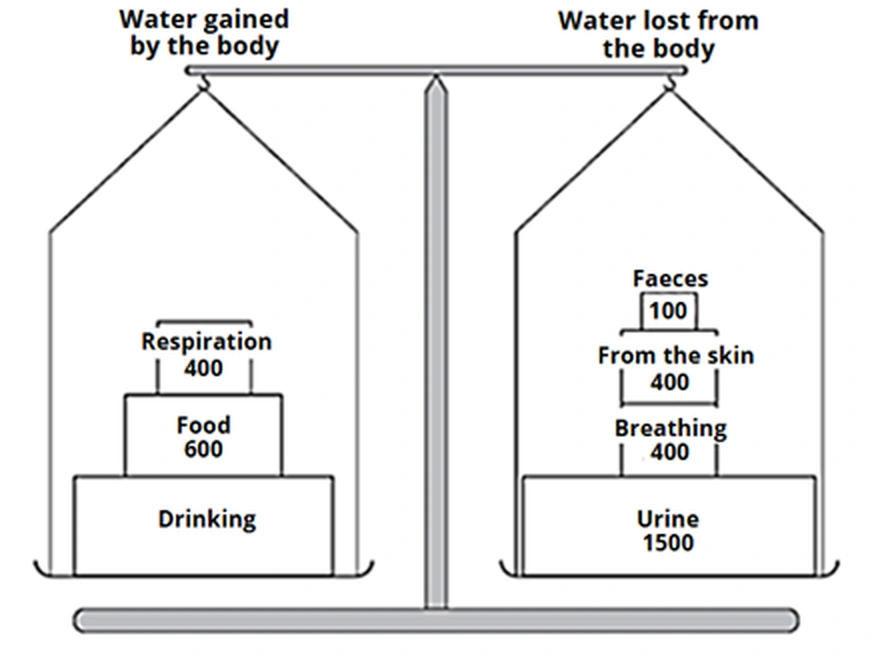 Water gained
by the body
Water lost from
the body
Respiration
400
Food
600
Drinking
Faeces
100
From the skin
400
Breathing
400
Urine
1500